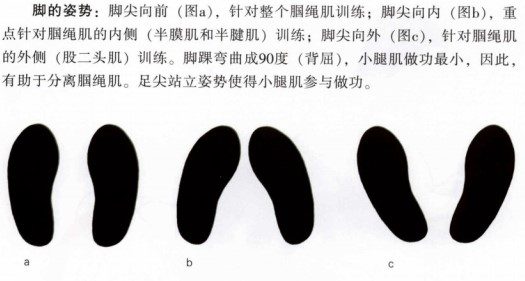 脚的姿势：脚尖向前（图a），针对整个腘绳肌训练；脚尖向内（图b），重
点针对腘绳肌的内侧（半膜肌和半腱肌）训练；脚尖向外（图c），针对腘绳肌
的外侧（股二头肌）训练。脚踝弯曲成90度（背屈），小腿肌做功最小，因此，
有助于分离腘绳肌。足尖站立姿势使得小腿肌参与做功。
a
b
c